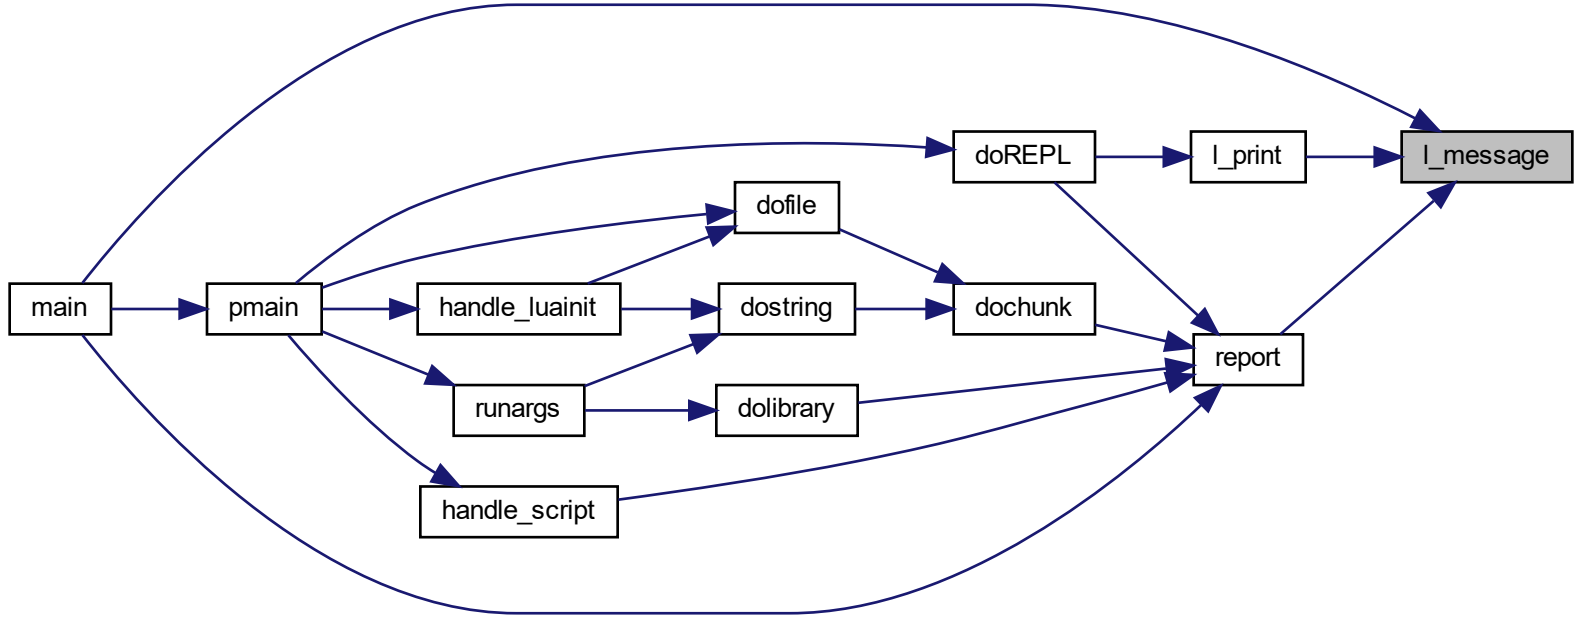 doREPL
l_print
l_message
dofile
main
pmain
handle_luainit
dostring
dochunk
report
runargs
dolibrary
handle_script